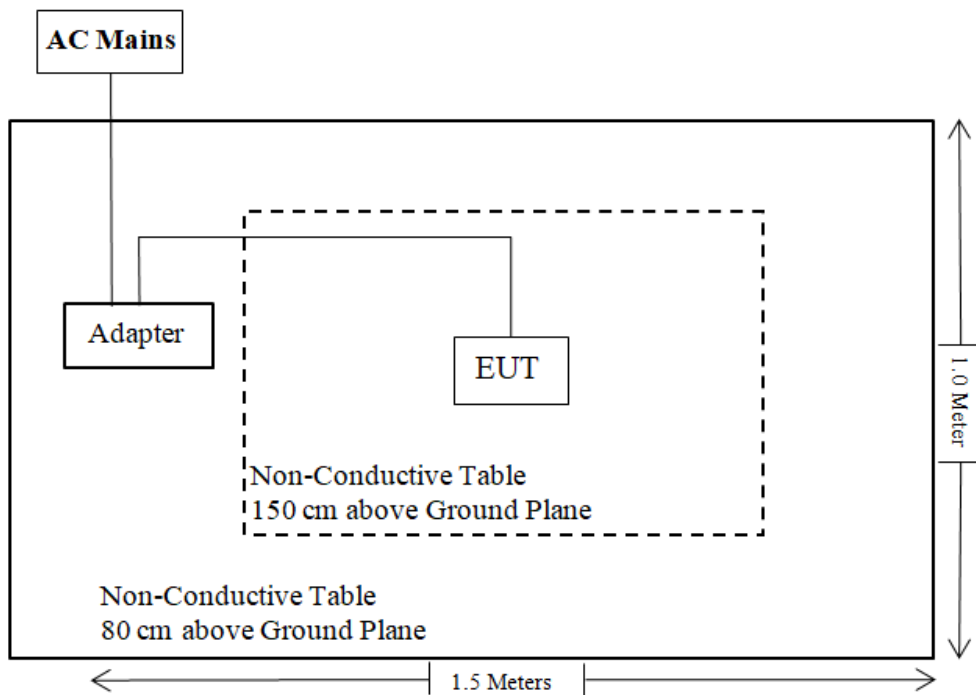 AC Mains
Adapter
EUT
Non-Conductive Table
150 cm above Ground Plane
Non-Conductive Table
80 cm above Ground Plane
1.0 Meter
1.5 Meters